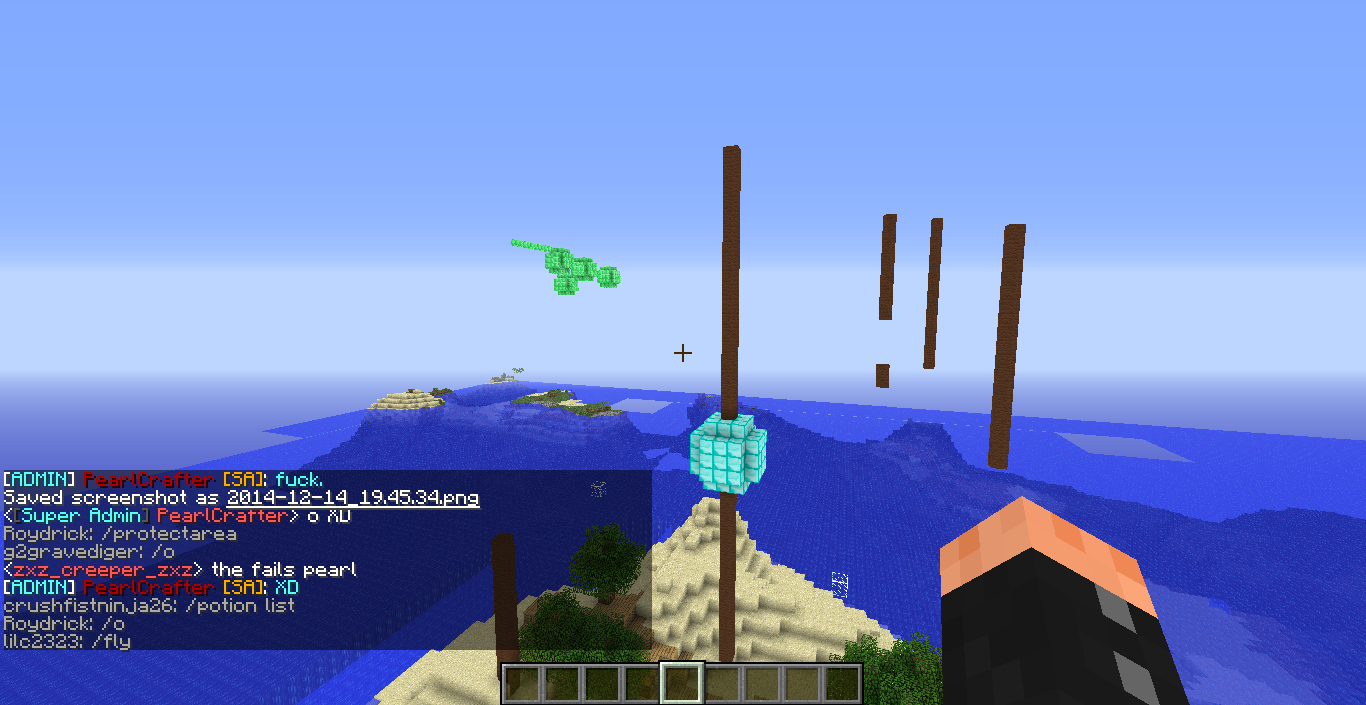 [ADMIN] PearlCrafter [SA]: fuck.
Saved screenshot as 2014-12-14_19.45.34.png
<[Super Admin] PearlCrafter> o XD
Roydrick: /protectarea
g2gravediger: /o
<zxz_creeper_zxz> the fails pearl
[ADMIN] PearlCrafter [SA]: XD
crushfistninja26: /potion list
Roydrick: /o
lilc2323: /fly